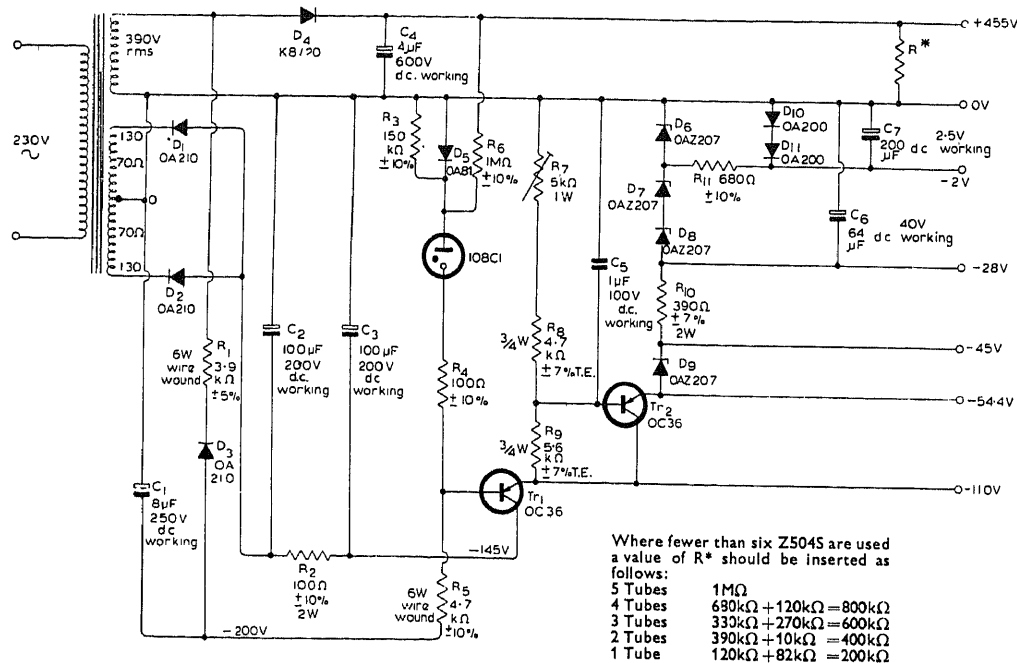 390V
rms
D4
K8/20
C4
4µF
600V
d c. working
R*
+455V
0V
230V
130
70Ω
0
70Ω
130
D1
OA210
D2
OA210
R3
150
kΩ
±10%
D5
OA81
R6
1MΩ
±10%
R7
5kΩ
1W
D6
OAZ207
D10
OA200
D11
OA200
C7
200
µF
2.5V
dc working
R11 680Ω
±10%
-2V
D7
OAZ207
D8
OAZ207
C6
64
µF
40V
dc working
-28V
108C1
C5
1µF
100V
d.c.
working
R10
390Ω
±7%
2W
-45V
D9
OAZ207
-54.4V
6W
wire
wound
R1
3.9
kΩ
±5%
C2
100µF
200V
d.c.
working
C3
100µF
200V
dc
working
R4
100Ω
±10%
3/4W
R8
4.7
kΩ
±7%T.E.
Tr2
OC36
D3
OA
210
3/4W
R9
5.6
kΩ
±7%T.E.
C1
8µF
250V
dc
working
Tr1
OC36
-110V
R2
100Ω
±10%
2W
-145V
6W
wire
wound
R5
4.7
kΩ
±10%
-200V
Where fewer than six Z504S are used
a value of R* should be inserted as
follows:
5 Tubes 1MΩ
4 Tubes 680kΩ+120kΩ=800kΩ
3 Tubes 330kΩ+270kΩ=600kΩ
2 Tubes 390kΩ+10kΩ=400kΩ
1 Tube 120kΩ+82kΩ=200kΩ